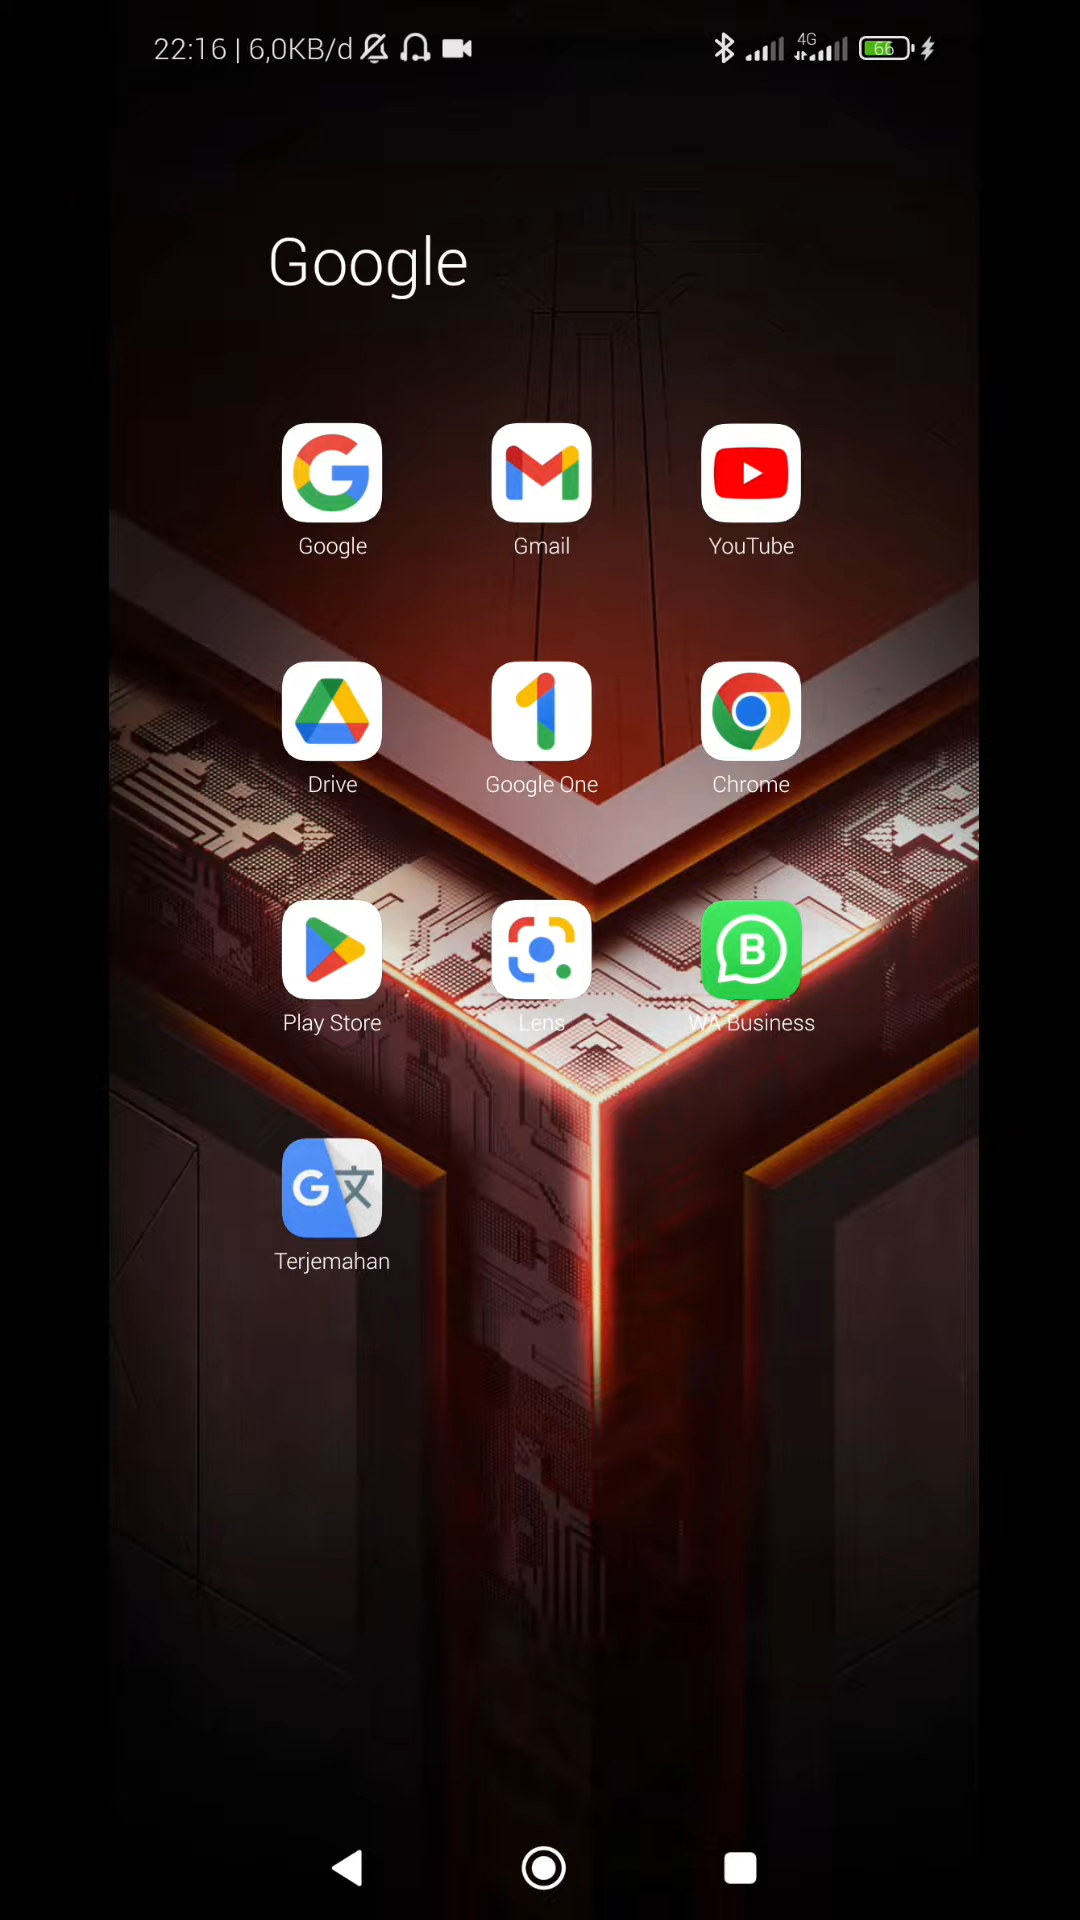 22:16 | 6,0KB/d 4G 66
Google
Google Gmail YouTube
Drive Google One Chrome
Play Store Lens WA Business
Terjemahan